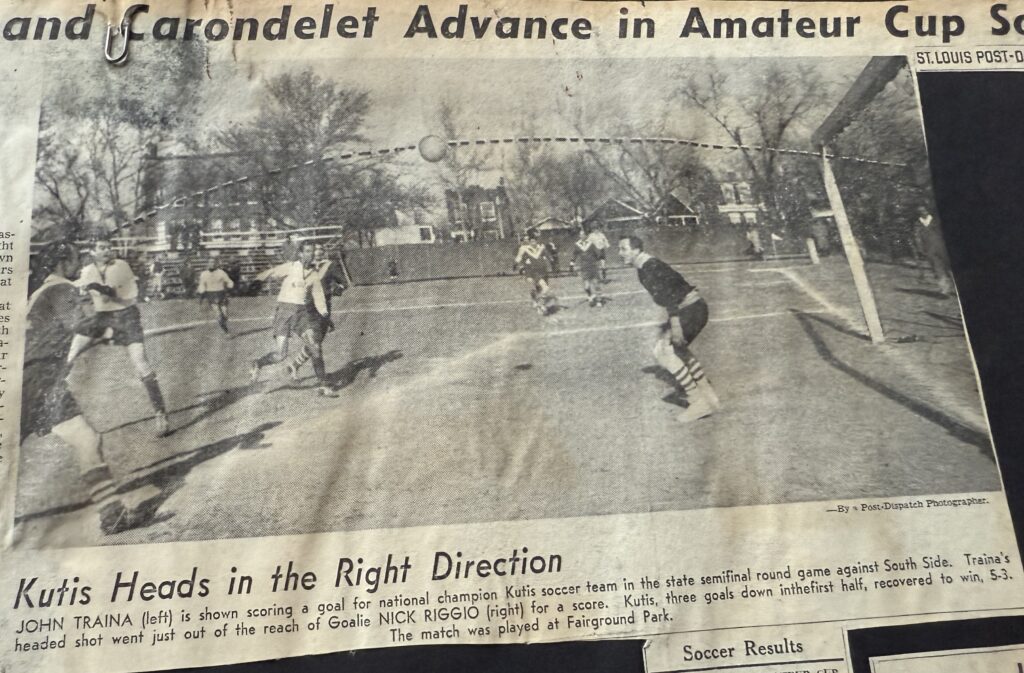 and Carondelet Advance in Amateur Cup
ST. LOUIS POST-D
—By a Post-Dispatch Photographer.
Kutis Heads in the Right Direction
JOHN TRAINA (left) is shown scoring a goal for national champion Kutis soccer team in the state semifinal round game against South Side. Traina's
headed shot went just out of the reach of Goalie NICK RIGGIO (right) for a score. Kutis, three goals down inthefirst half, recovered to win, 5-3.
The match was played at Fairground Park.
Soccer Results